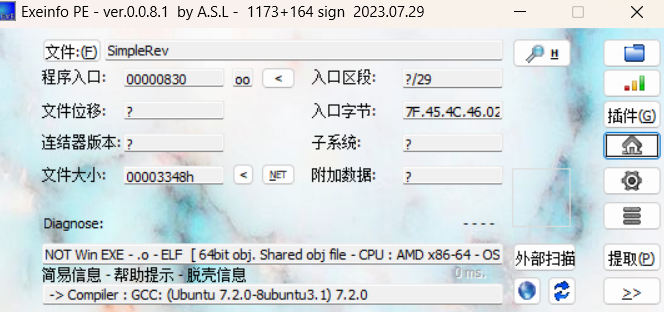 Exeinfo PE - ver.0.0.8.1 by A.S.L - 1173+164 sign 2023.07.29
文件:(F) SimpleRev H
程序入口: 00000830 oo < 入口区段: ?/29
文件位移: ? 入口字节: 7F.45.4C.46.02 插件(G)
连结器版本: ? 子系统: ?
文件大小: 00003348h < NET 附加数据: ?
Diagnose: ----
NOT Win EXE - .o - ELF [ 64bit obj. Shared obj file - CPU : AMD x86-64 - OS 外部扫描 提取(P)
简易信息 - 帮助提示 - 脱壳信息 0 ms.
-> Compiler : GCC: (Ubuntu 7.2.0-8ubuntu3.1) 7.2.0 >>